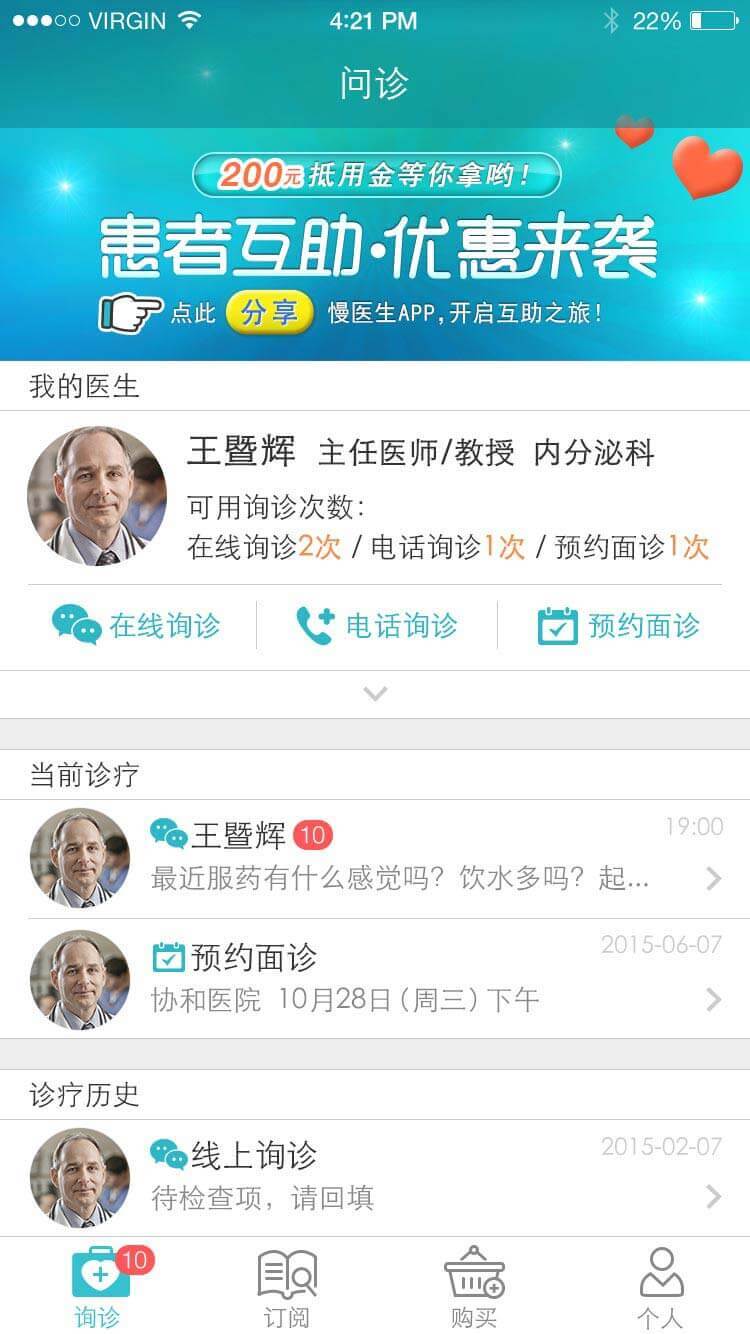 VIRGIN 4:21 PM 22%
问诊
200元抵用金等你拿哟！
患者互助·优惠来袭
点此 分享 慢医生APP,开启互助之旅！
我的医生
王暨辉 主任医师/教授 内分泌科
可用询诊次数：
在线询诊2次 / 电话询诊1次 / 预约面诊1次
在线询诊 电话询诊 预约面诊
当前诊疗
王暨辉 10 19:00
最近服药有什么感觉吗？饮水多吗？起...
预约面诊 2015-06-07
协和医院 10月28日（周三）下午
诊疗历史
线上询诊 2015-02-07
待检查项，请回填
10
询诊 订阅 购买 个人